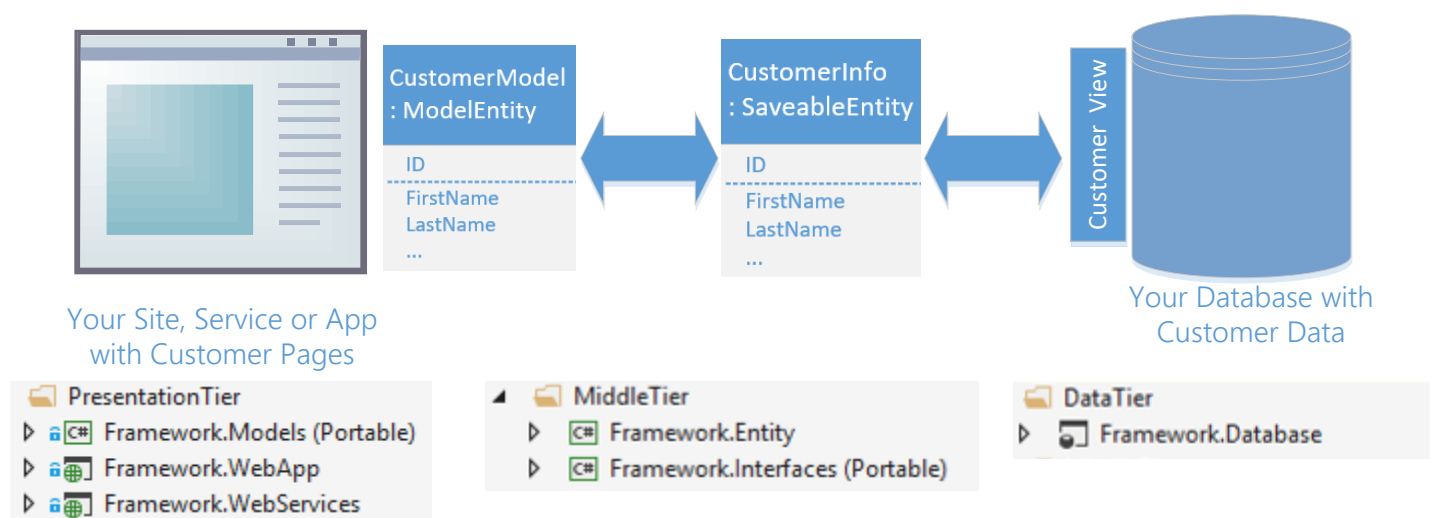 CustomerModel
: ModelEntity
ID
FirstName
LastName
...
CustomerInfo
: SaveableEntity
ID
FirstName
LastName
...
Customer View
Your Site, Service or App
with Customer Pages
Your Database with
Customer Data
PresentationTier
C# Framework.Models (Portable)
Framework.WebApp
Framework.WebServices
MiddleTier
C# Framework.Entity
C# Framework.Interfaces (Portable)
DataTier
Framework.Database